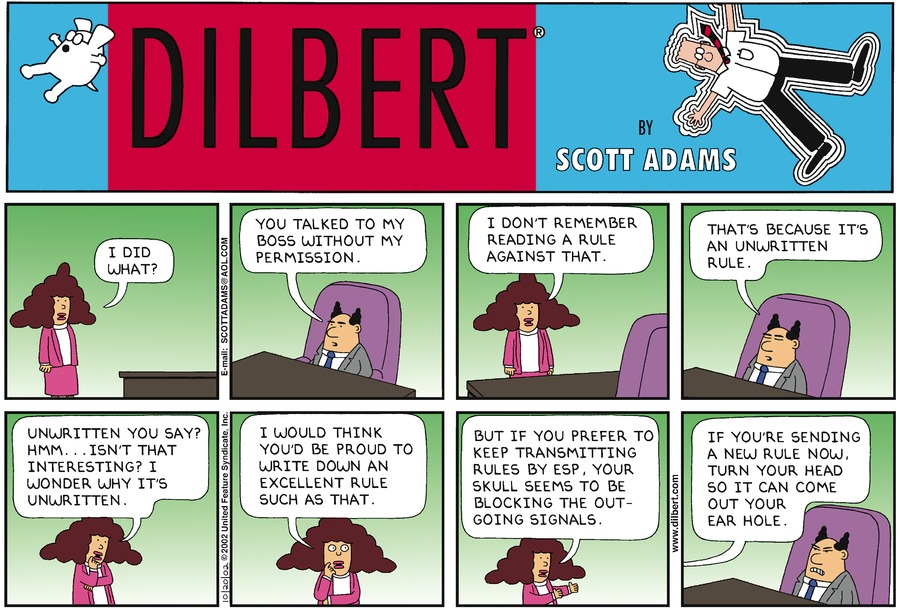 DILBERT®
BY
SCOTT ADAMS
I DID
WHAT?
E-mail: SCOTTADAMS@AOL.COM
YOU TALKED TO MY
BOSS WITHOUT MY
PERMISSION.
I DON'T REMEMBER
READING A RULE
AGAINST THAT.
THAT'S BECAUSE IT'S
AN UNWRITTEN
RULE.
UNWRITTEN YOU SAY?
HMM...ISN'T THAT
INTERESTING? I
WONDER WHY IT'S
UNWRITTEN.
10/20/02 © 2002 United Feature Syndicate, Inc.
I WOULD THINK
YOU'D BE PROUD TO
WRITE DOWN AN
EXCELLENT RULE
SUCH AS THAT.
BUT IF YOU PREFER TO
KEEP TRANSMITTING
RULES BY ESP, YOUR
SKULL SEEMS TO BE
BLOCKING THE OUT-
GOING SIGNALS.
www.dilbert.com
IF YOU'RE SENDING
A NEW RULE NOW,
TURN YOUR HEAD
SO IT CAN COME
OUT YOUR
EAR HOLE.